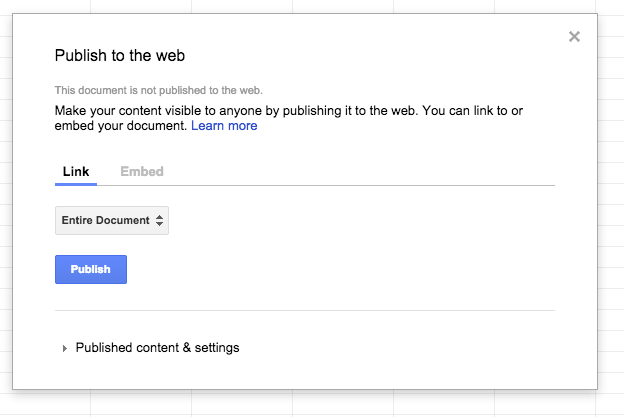 Publish to the web
This document is not published to the web.
Make your content visible to anyone by publishing it to the web. You can link to or
embed your document. Learn more
Link Embed
Entire Document
Publish
Published content & settings